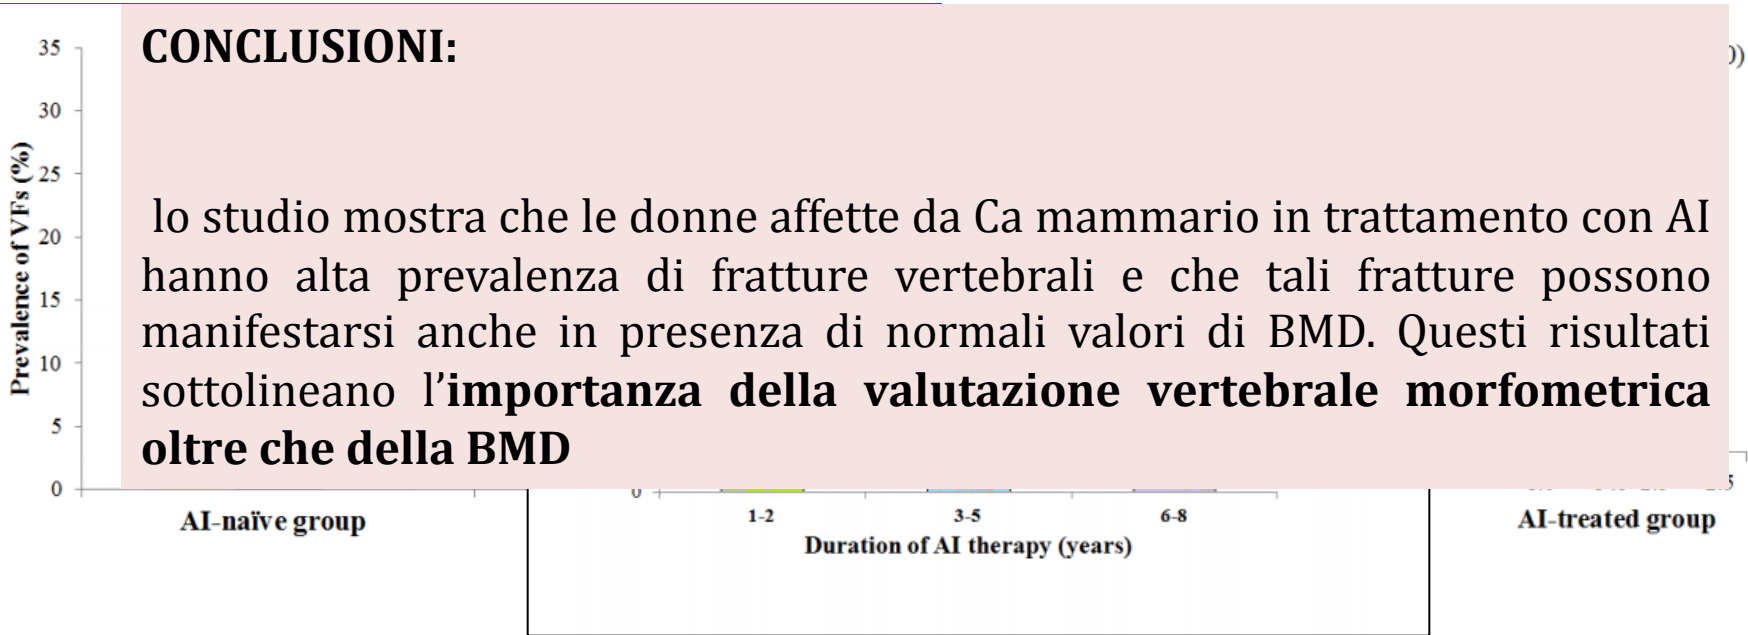 CONCLUSIONI:
lo studio mostra che le donne affette da Ca mammario in trattamento con AI
hanno alta prevalenza di fratture vertebrali e che tali fratture possono
manifestarsi anche in presenza di normali valori di BMD. Questi risultati
sottolineano l’importanza della valutazione vertebrale morfometrica
oltre che della BMD
Prevalence of VFs (%)
35
30
25
20
15
10
5
0
AI-naïve group
0
1-2 3-5 6-8
Duration of AI therapy (years)
0)
AI-treated group